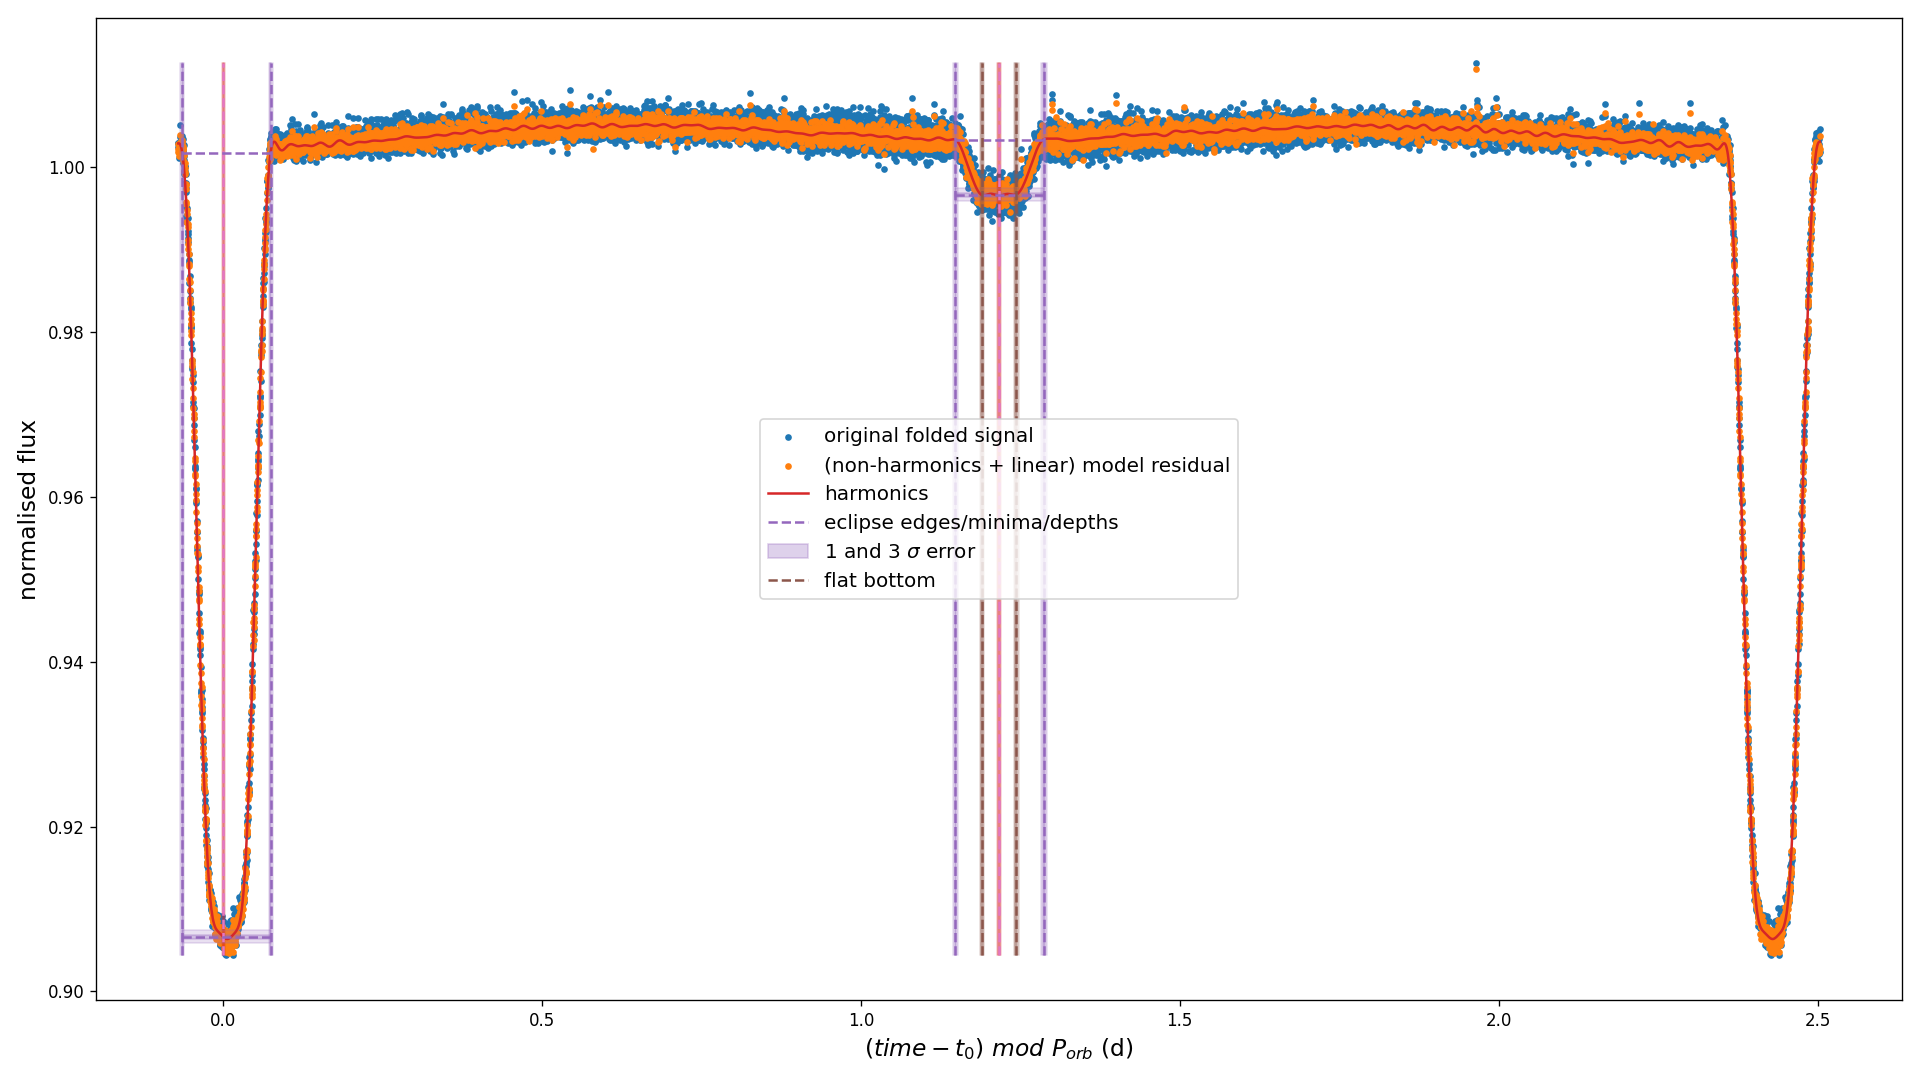 normalised flux
1.00
0.98
0.96
0.94
0.92
0.90
original folded signal
(non-harmonics + linear) model residual
harmonics
eclipse edges/minima/depths
1 and 3 σ error
flat bottom
0.0 0.5 1.0 1.5 2.0 2.5
(time − t₀) mod Pₒᵣb (d)